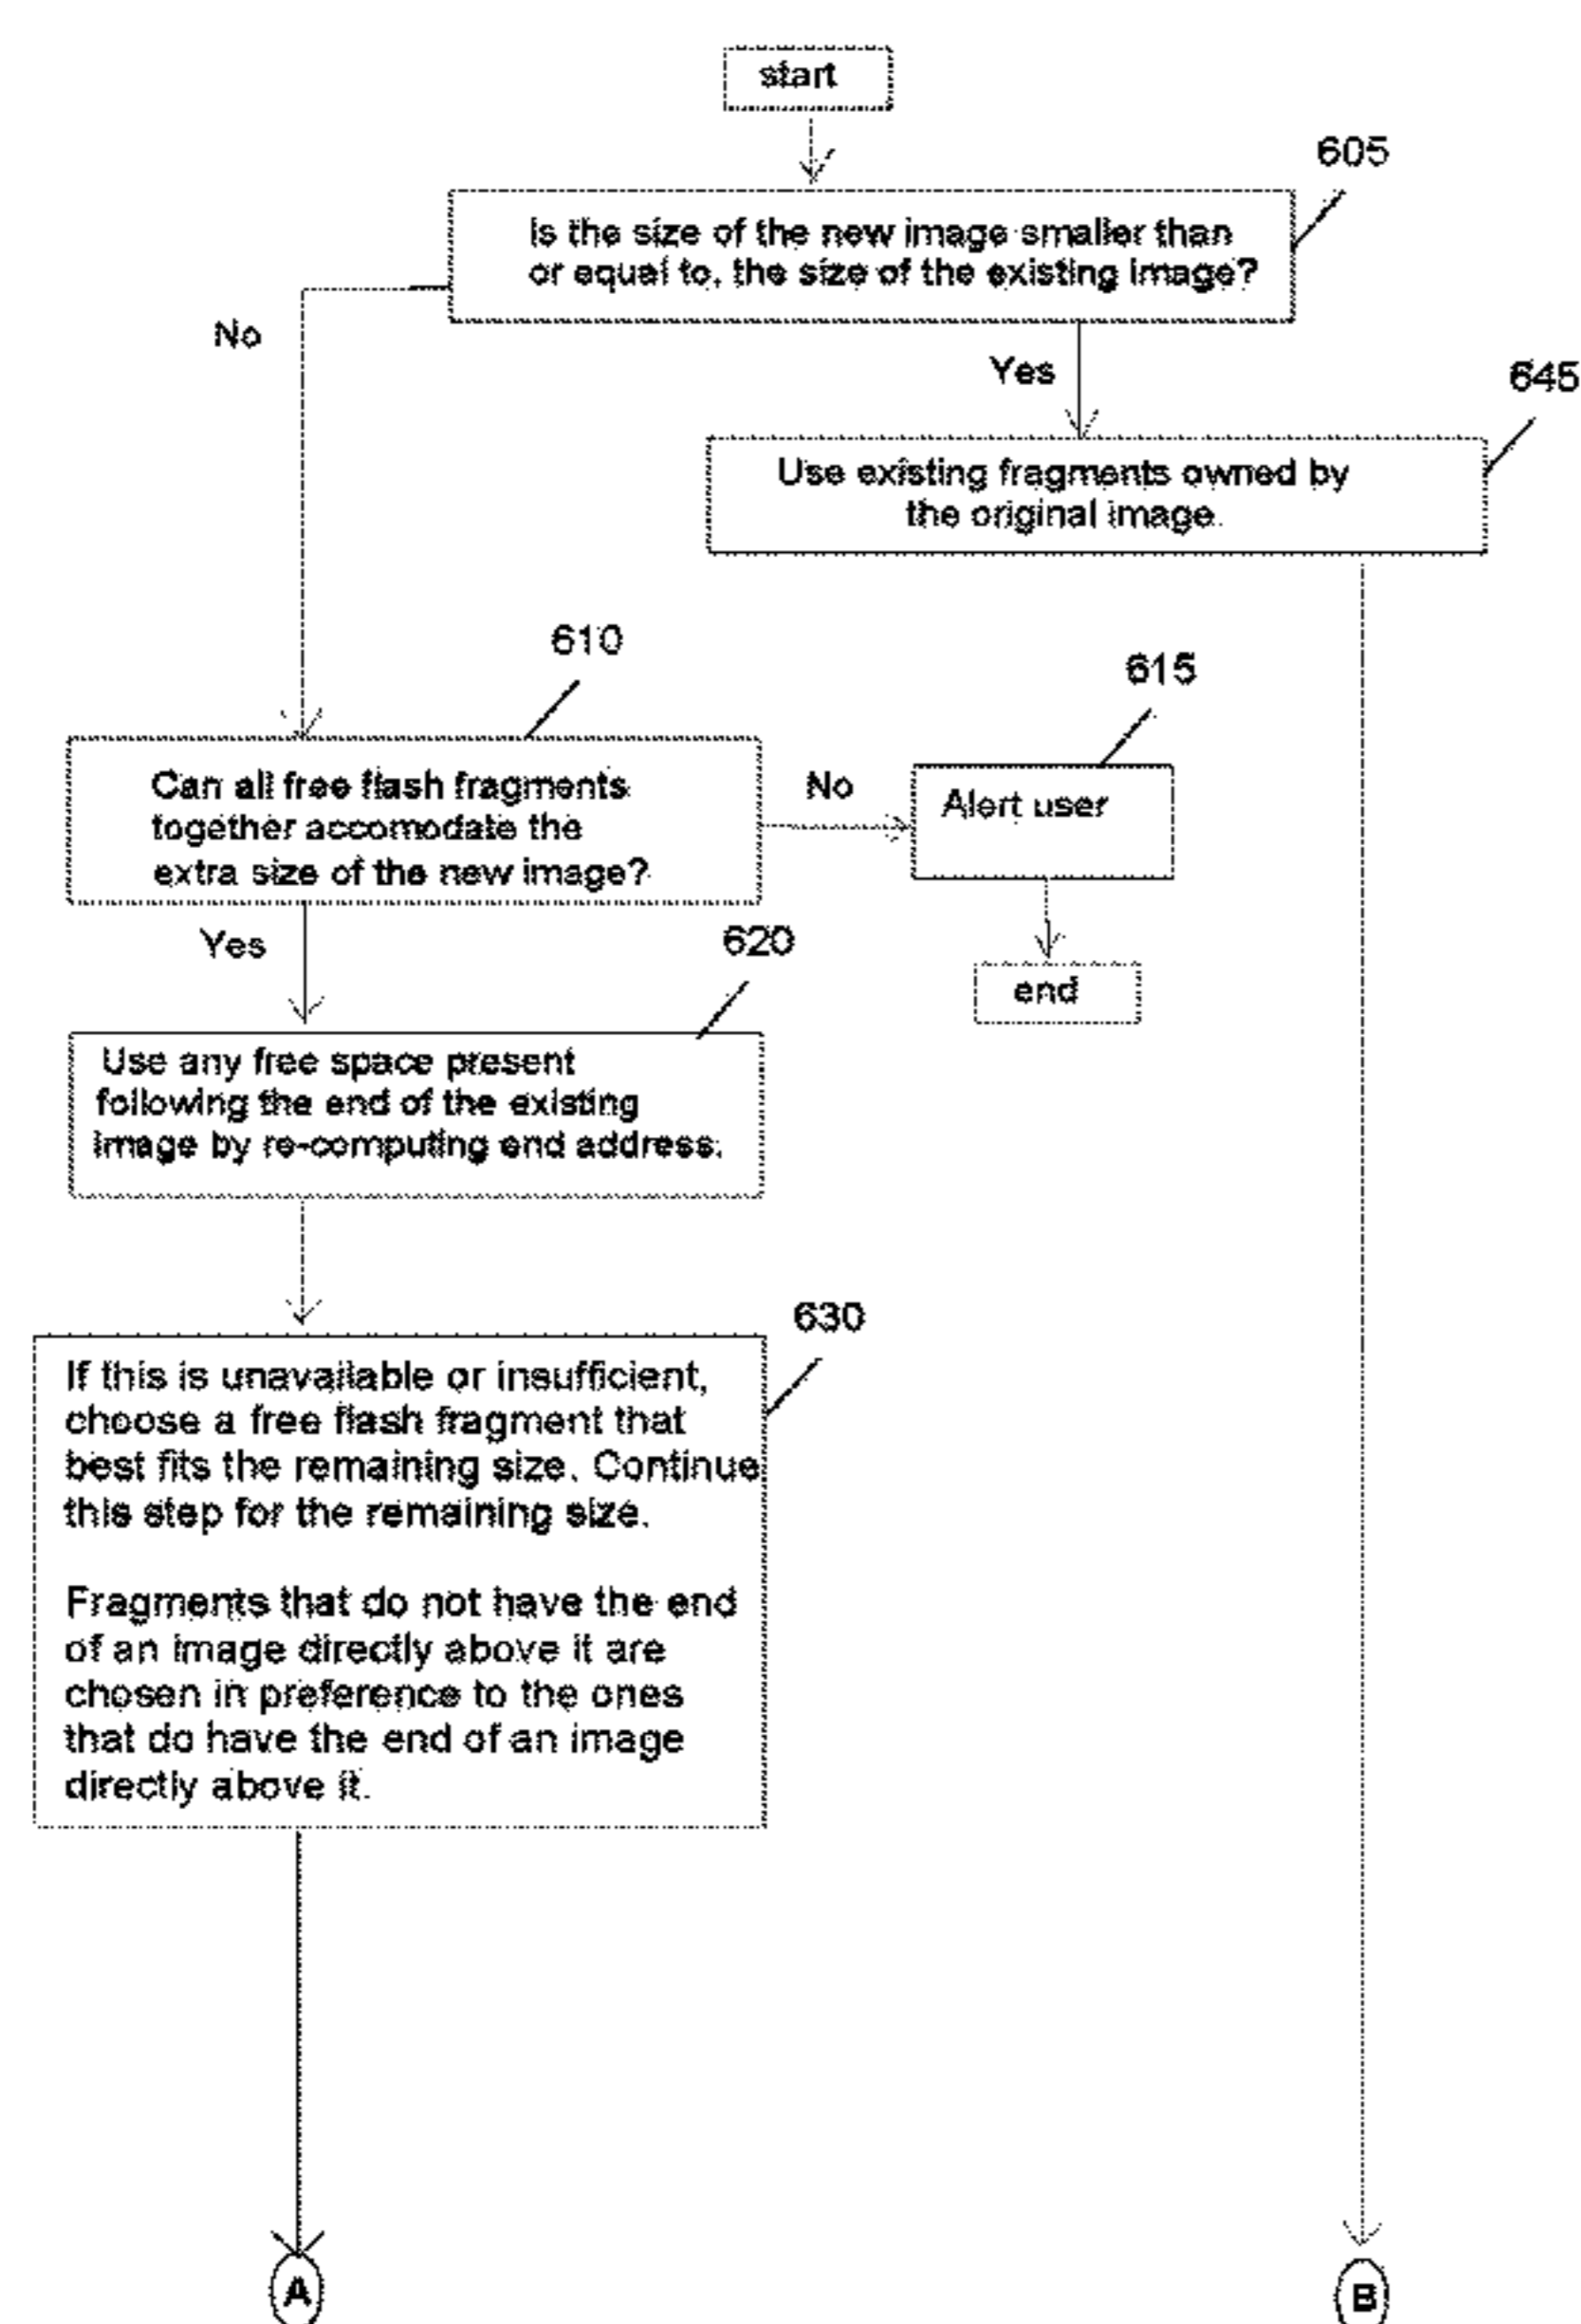 start
605
Is the size of the new image smaller than
or equal to, the size of the existing image?
No
Yes
645
Use existing fragments owned by
the original image.
610
615
Can all free flash fragments
together accomodate the
extra size of the new image?
No
Alert user
Yes
620
end
Use any free space present
following the end of the existing
image by re-computing end address.
630
If this is unavailable or insufficient,
choose a free flash fragment that
best fits the remaining size. Continue
this step for the remaining size.
Fragments that do not have the end
of an image directly above it are
chosen in preference to the ones
that do have the end of an image
directly above it.
A
B